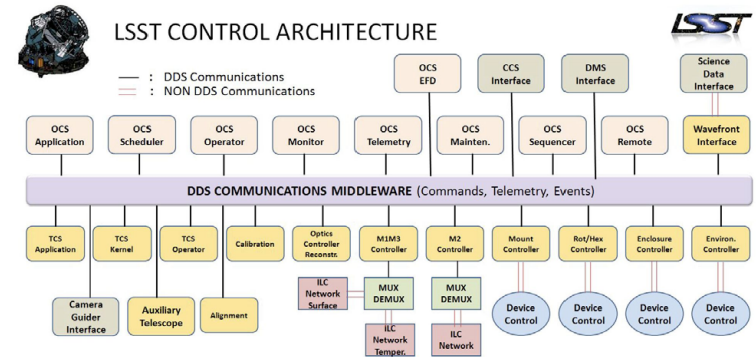 LSST CONTROL ARCHITECTURE
LSST
— : DDS Communications
: NON DDS Communications
OCS
EFD
CCS
Interface
DMS
Interface
Science
Data
Interface
OCS
Application
OCS
Scheduler
OCS
Operator
OCS
Monitor
OCS
Telemetry
OCS
Mainten.
OCS
Sequencer
OCS
Remote
Wavefront
Interface
DDS COMMUNICATIONS MIDDLEWARE (Commands, Telemetry, Events)
TCS
Application
TCS
Kernel
TCS
Operator
Calibration
Optics
Controller
Reconsts
M1M3
Controller
M2
Controller
Mount
Controller
Rot/Hex
Controller
Enclosure
Controller
Environ.
Controller
Camera
Guider
Interface
Auxiliary
Telescope
Alignment
ILC
Network
Surface
MUX
DEMUX
MUX
DEMUX
ILC
Network
Temper.
ILC
Network
Device
Control
Device
Control
Device
Control
Device
Control